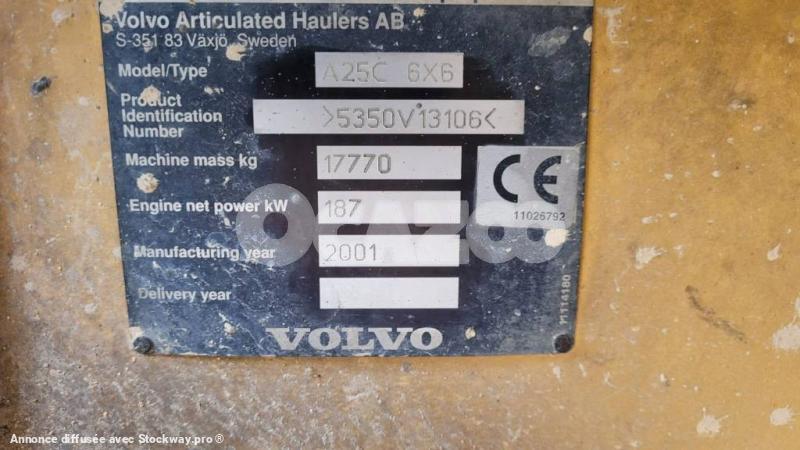 Volvo Articulated Haulers AB
S-351 83 Växjö, Sweden
Model/Type A25C 6X6
Product
Identification
Number >5350V13106<
Machine mass kg 17770
CE
11026792
Engine net power kW 187
OCAZOO
Manufacturing year 2001
Delivery year
M114180
VOLVO
Annonce diffusée avec Stockway.pro®